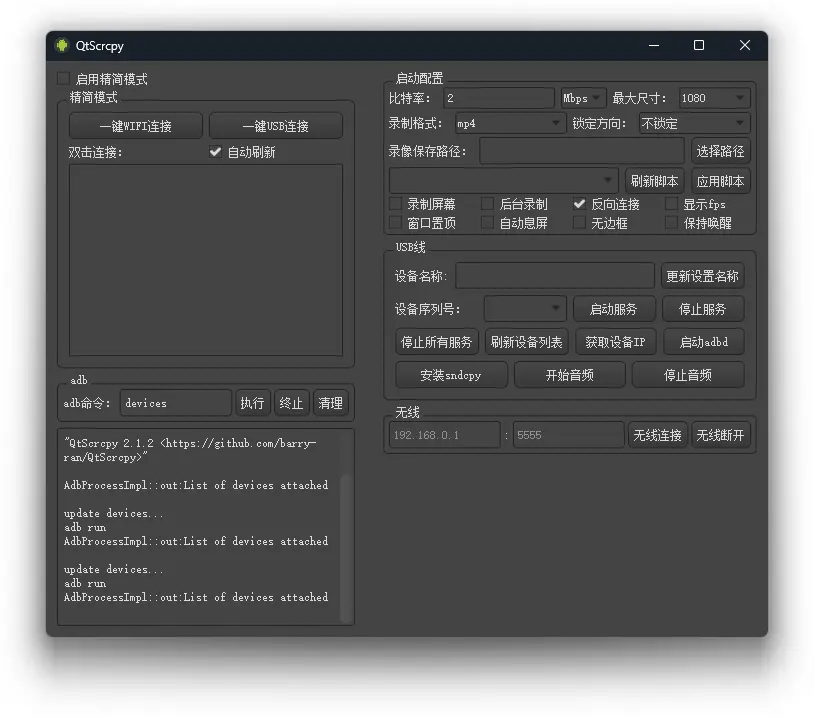 QtScrcpy
启用精简模式
精简模式
一键WIFI连接 一键USB连接
双击连接: 自动刷新
adb
adb命令: devices 执行 终止 清理
"QtScrcpy 2.1.2 <https://github.com/barry-
ran/QtScrcpy>"
AdbProcessImpl::out:List of devices attached
update devices...
adb run
AdbProcessImpl::out:List of devices attached
update devices...
adb run
AdbProcessImpl::out:List of devices attached
启动配置
比特率: 2 Mbps 最大尺寸: 1080
录制格式: mp4 锁定方向: 不锁定
录像保存路径: 选择路径
刷新脚本 应用脚本
录制屏幕 后台录制 反向连接 显示fps
窗口置顶 自动息屏 无边框 保持唤醒
USB线
设备名称: 更新设置名称
设备序列号: 启动服务 停止服务
停止所有服务 刷新设备列表 获取设备IP 启动adbd
安装sndcpy 开始音频 停止音频
无线
192.168.0.1 : 5555 无线连接 无线断开